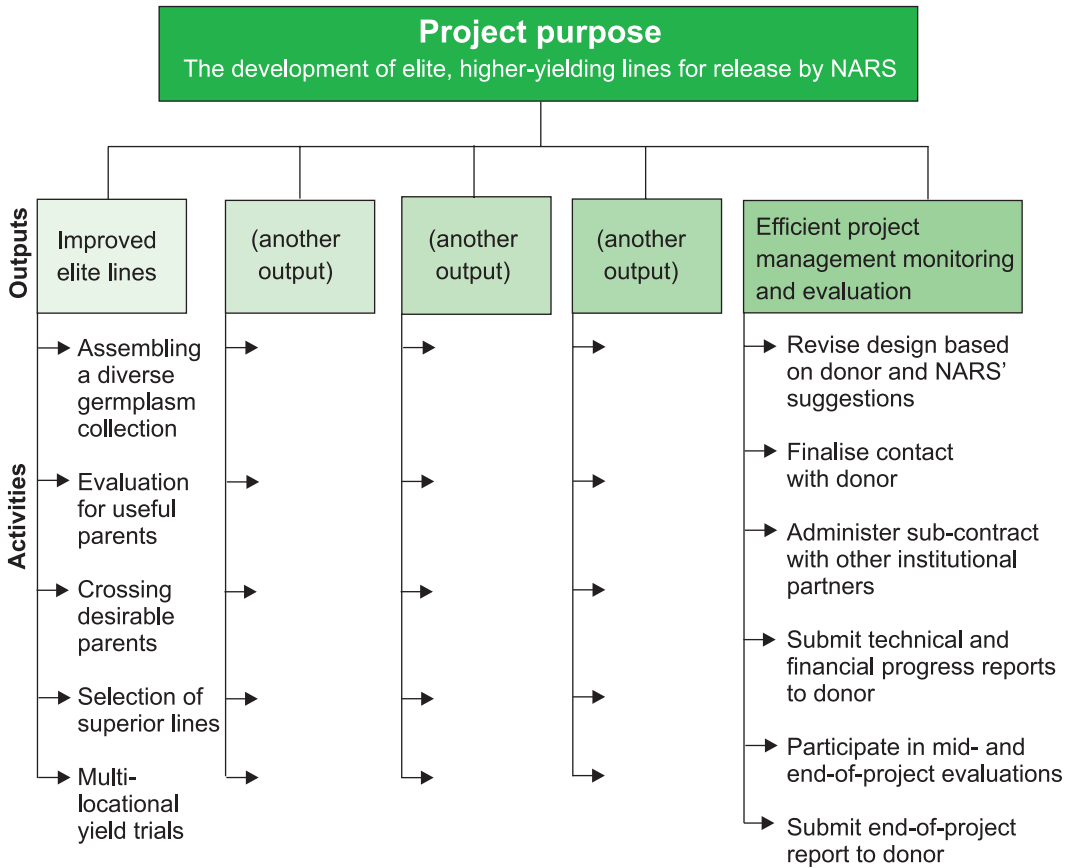 Project purpose
The development of elite, higher-yielding lines for release by NARS
Outputs
Improved
elite lines
(another
output)
(another
output)
(another
output)
Efficient project
management monitoring
and evaluation
Activities
Assembling
a diverse
germplasm
collection
Evaluation
for useful
parents
Crossing
desirable
parents
Selection of
superior lines
Multi-
locational
yield trials
Revise design based
on donor and NARS'
suggestions
Finalise contact
with donor
Administer sub-contract
with other institutional
partners
Submit technical and
financial progress reports
to donor
Participate in mid- and
end-of-project evaluations
Submit end-of-project
report to donor